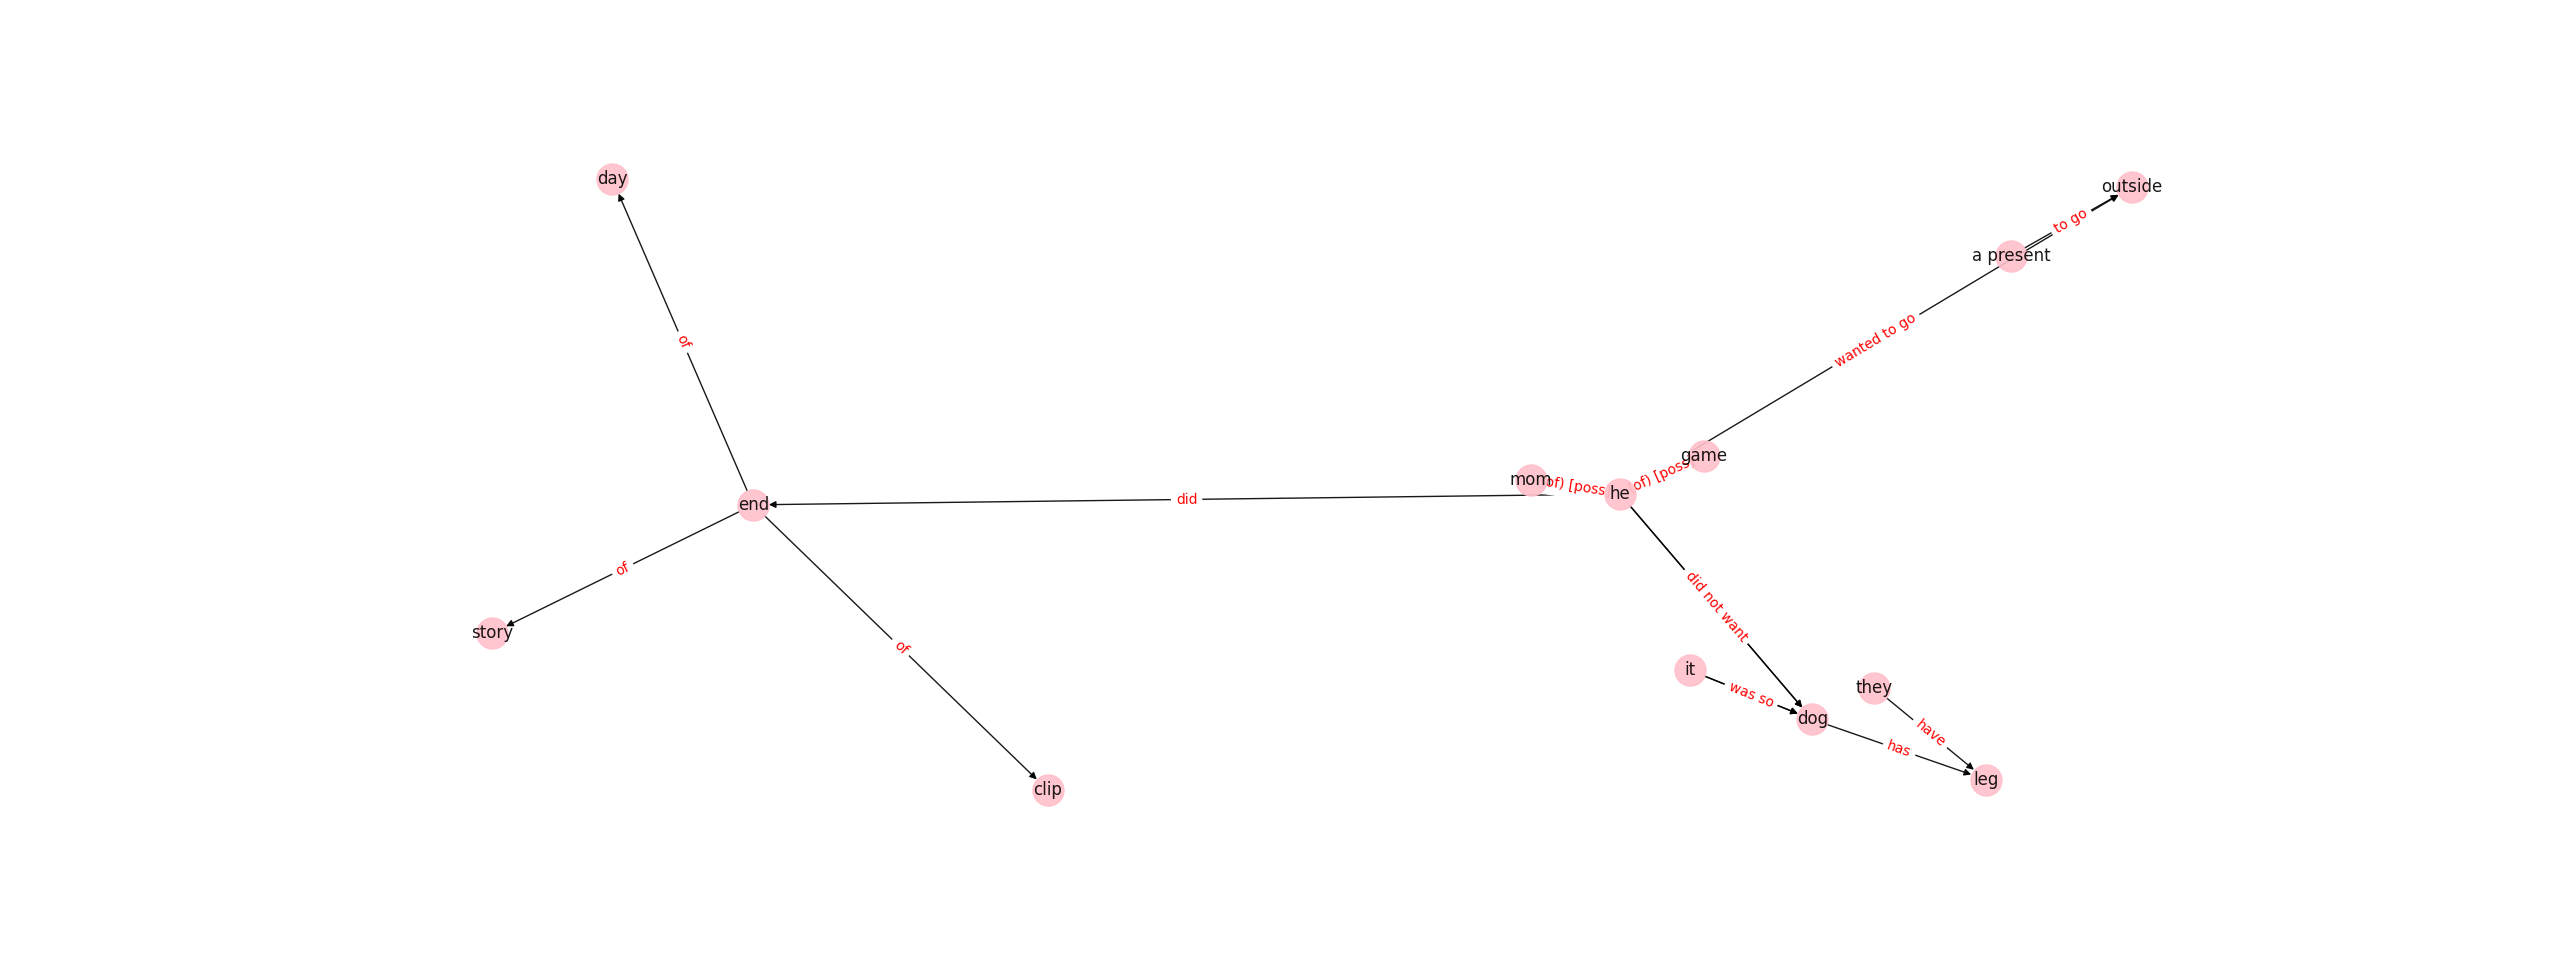 day
outside
to go
a present
wanted to go
of
game
mom
of) [poss
he
of) [poss
did
end
of
did not want
story
of
it
was so
they
dog
have
has
leg
clip